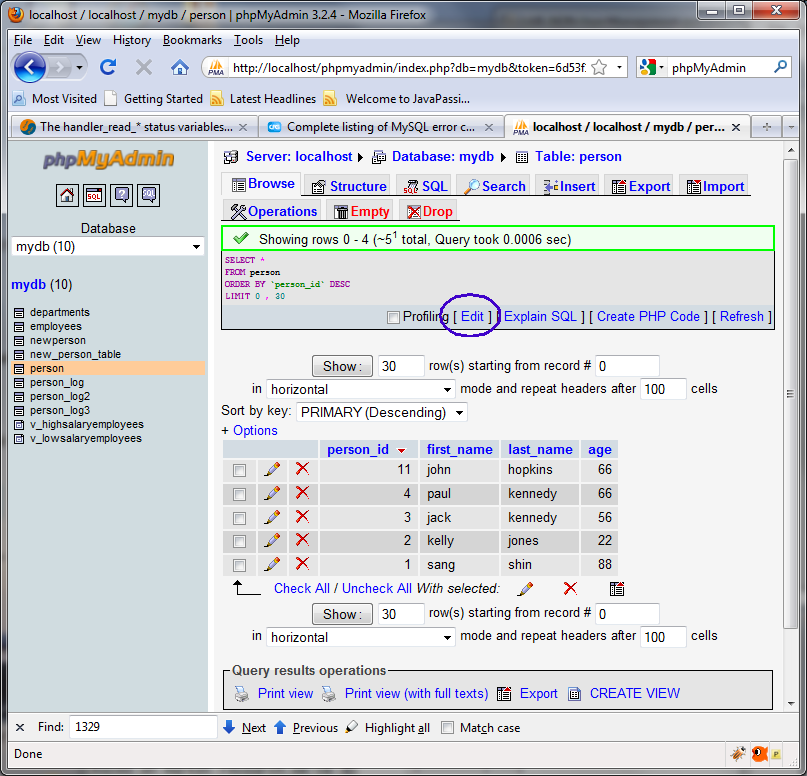 localhost / localhost / mydb / person | phpMyAdmin 3.2.4 - Mozilla Firefox
File Edit View History Bookmarks Tools Help
http://localhost/phpmyadmin/index.php?db=mydb&token=6d53f phpMyAdmin
Most Visited Getting Started Latest Headlines Welcome to JavaPassi...
The handler_read_* status variables... Complete listing of MySQL error c... PMA localhost / localhost / mydb / per...
phpMyAdmin
Database
mydb (10)
mydb (10)
departments
employees
newperson
new_person_table
person
person_log
person_log2
person_log3
v_highsalaryemployees
v_lowsalaryemployees
Server: localhost Database: mydb Table: person
Browse Structure SQL Search Insert Export Import
Operations Empty Drop
Showing rows 0 - 4 (~5¹ total, Query took 0.0006 sec)
SELECT *
FROM person
ORDER BY `person_id` DESC
LIMIT 0 , 30
Profiling [ Edit ] [ Explain SQL ] [ Create PHP Code ] [ Refresh ]
Show : 30 row(s) starting from record # 0
in horizontal mode and repeat headers after 100 cells
Sort by key: PRIMARY (Descending)
+ Options
person_id first_name last_name age
11 john hopkins 66
4 paul kennedy 66
3 jack kennedy 56
2 kelly jones 22
1 sang shin 88
Check All / Uncheck All With selected:
Show : 30 row(s) starting from record # 0
in horizontal mode and repeat headers after 100 cells
Query results operations
Print view Print view (with full texts) Export CREATE VIEW
Find: 1329 Next Previous Highlight all Match case
Done